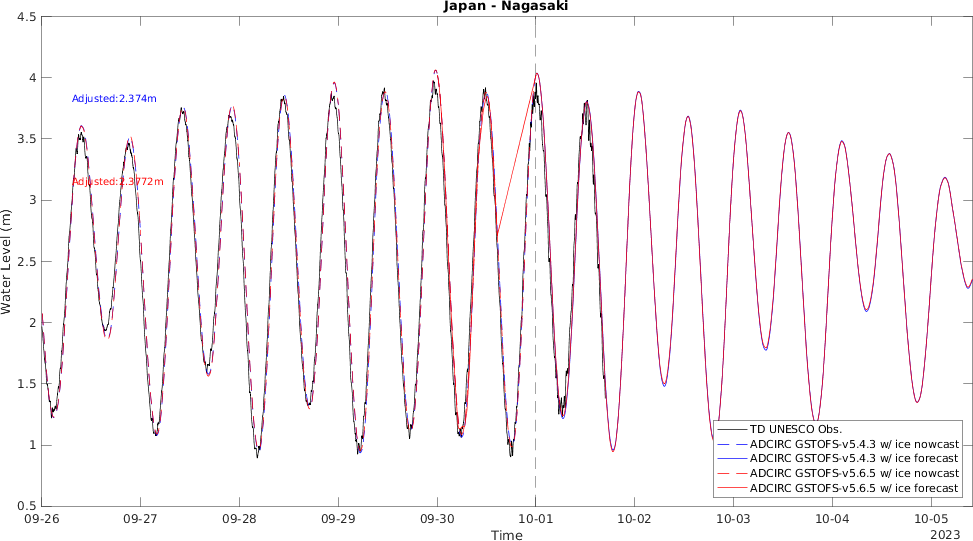 Japan - Nagasaki
4.5
4
3.5
3
2.5
2
1.5
1
0.5
Water Level (m)
Adjusted:2.374m
Adjusted:2.3772m
TD UNESCO Obs.
ADCIRC GSTOFS-v5.4.3 w/ ice nowcast
ADCIRC GSTOFS-v5.4.3 w/ ice forecast
ADCIRC GSTOFS-v5.6.5 w/ ice nowcast
ADCIRC GSTOFS-v5.6.5 w/ ice forecast
09-26 09-27 09-28 09-29 09-30 10-01 10-02 10-03 10-04 10-05
Time
2023